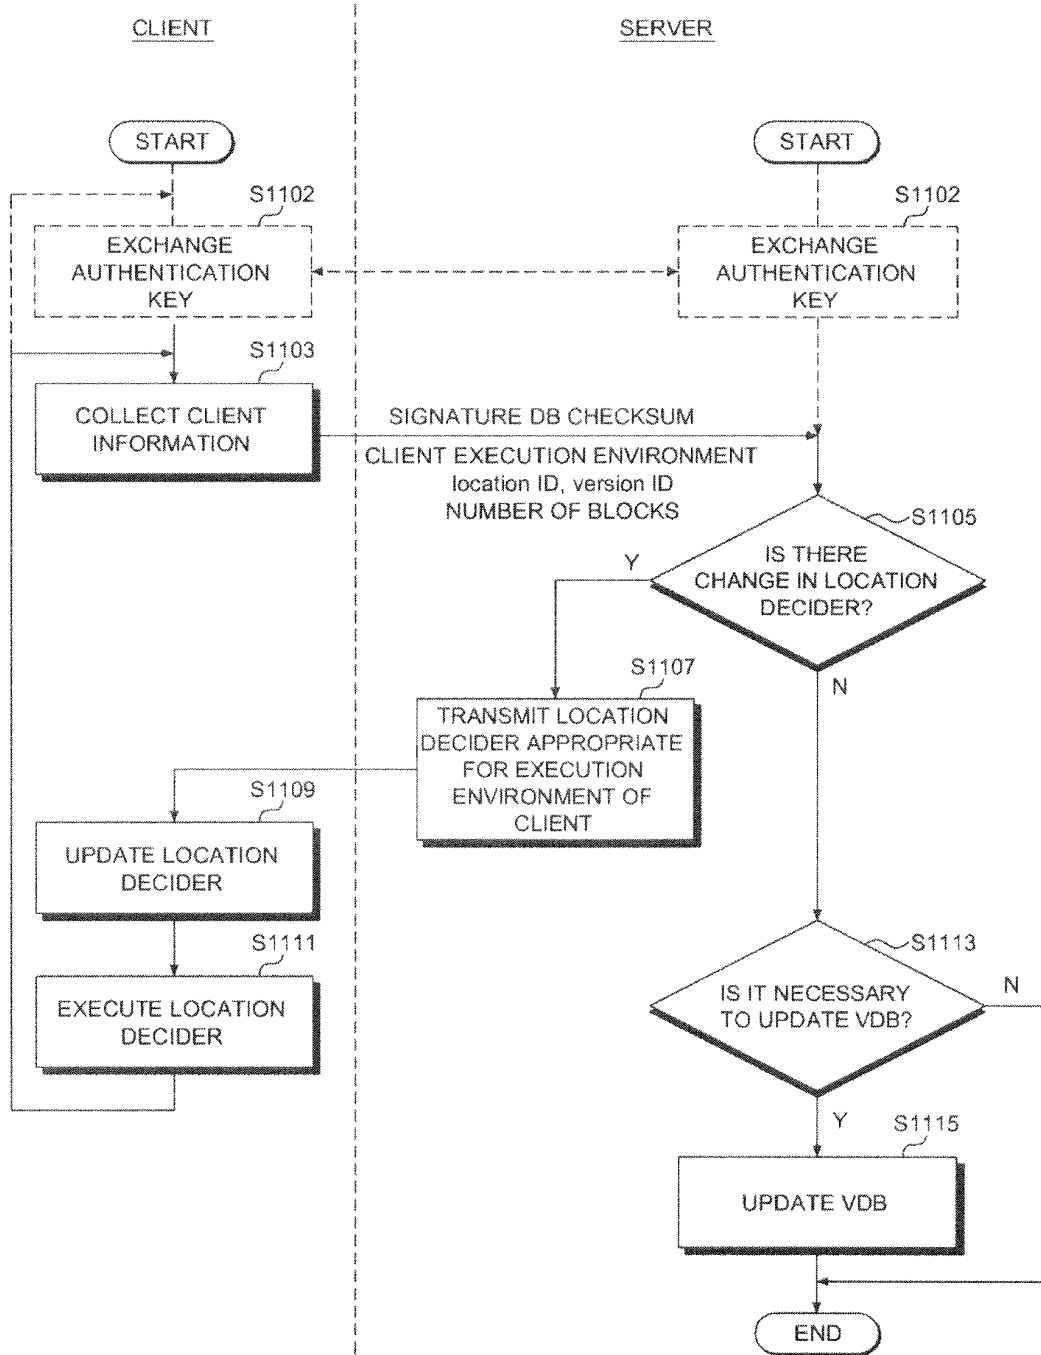 CLIENT
SERVER
START
START
S1102
EXCHANGE
AUTHENTICATION
KEY
S1102
EXCHANGE
AUTHENTICATION
KEY
S1103
COLLECT CLIENT
INFORMATION
SIGNATURE DB CHECKSUM
CLIENT EXECUTION ENVIRONMENT
location ID, version ID
NUMBER OF BLOCKS
S1105
IS THERE
CHANGE IN LOCATION
DECIDER?
Y
N
S1107
TRANSMIT LOCATION
DECIDER APPROPRIATE
FOR EXECUTION
ENVIRONMENT OF
CLIENT
S1109
UPDATE LOCATION
DECIDER
S1111
EXECUTE LOCATION
DECIDER
S1113
IS IT NECESSARY
TO UPDATE VDB?
N
Y
S1115
UPDATE VDB
END